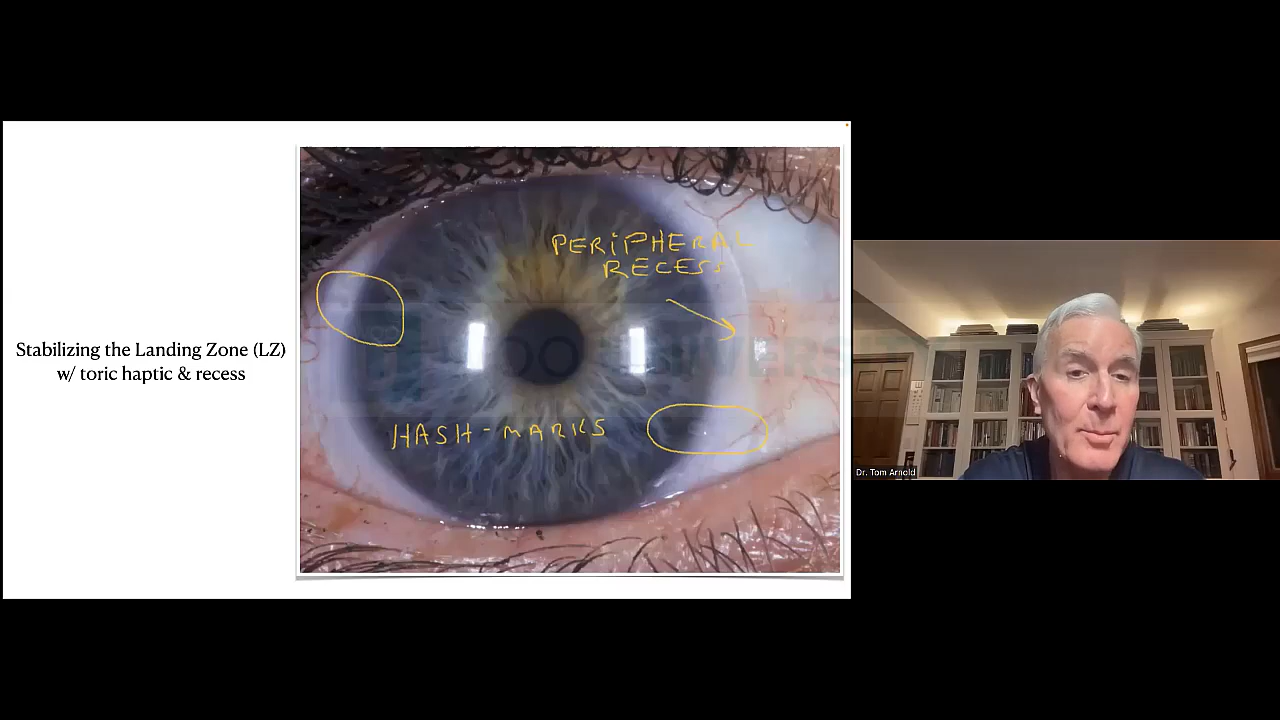 Stabilizing the Landing Zone (LZ)
w/ toric haptic & recess
PERIPHERAL
RECESS
HASH-MARKS
Dr. Tom Arnold